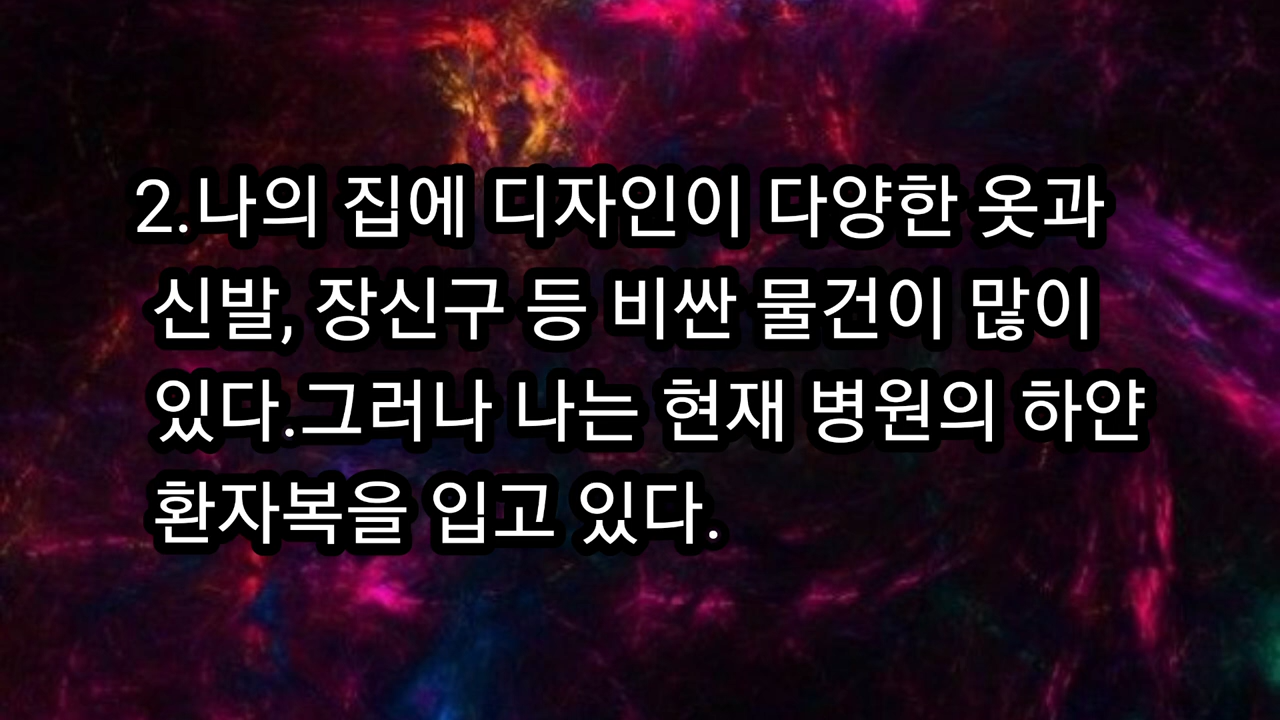 2.나의 집에 디자인이 다양한 옷과
신발, 장신구 등 비싼 물건이 많이
있다.그러나 나는 현재 병원의 하얀
환자복을 입고 있다.